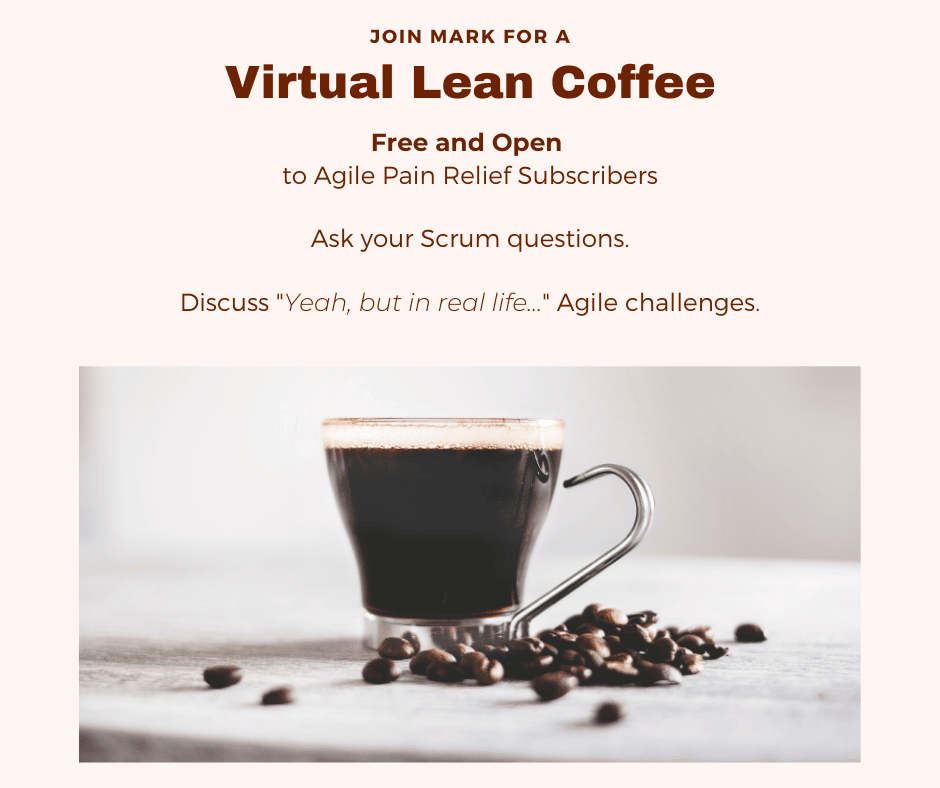 JOIN MARK FOR A
Virtual Lean Coffee
Free and Open
to Agile Pain Relief Subscribers
Ask your Scrum questions.
Discuss "Yeah, but in real life..." Agile challenges.